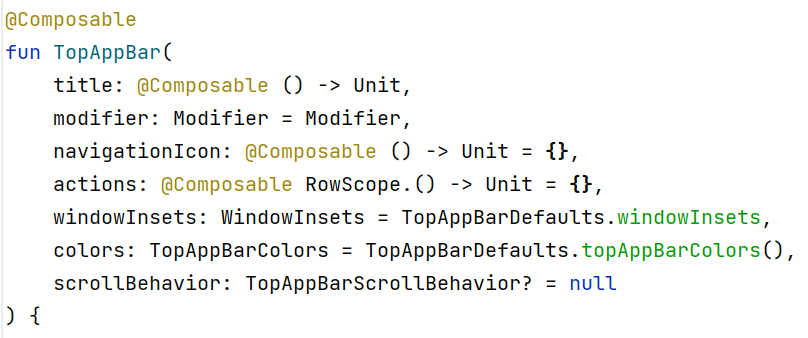 @Composable
fun TopAppBar(
    title: @Composable () -> Unit,
    modifier: Modifier = Modifier,
    navigationIcon: @Composable () -> Unit = {},
    actions: @Composable RowScope.() -> Unit = {},
    windowInsets: WindowInsets = TopAppBarDefaults.windowInsets,
    colors: TopAppBarColors = TopAppBarDefaults.topAppBarColors(),
    scrollBehavior: TopAppBarScrollBehavior? = null
) {